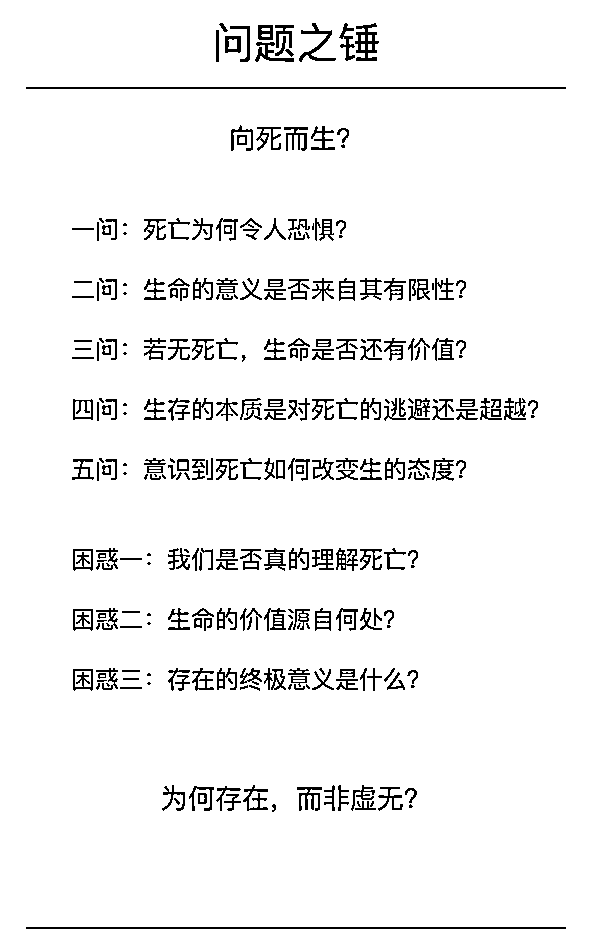 问题之锤
向死而生？
一问：死亡为何令人恐惧？
二问：生命的意义是否来自其有限性？
三问：若无死亡，生命是否还有价值？
四问：生存的本质是对死亡的逃避还是超越？
五问：意识到死亡如何改变生的态度？
困惑一：我们是否真的理解死亡？
困惑二：生命的价值源自何处？
困惑三：存在的终极意义是什么？
为何存在，而非虚无？